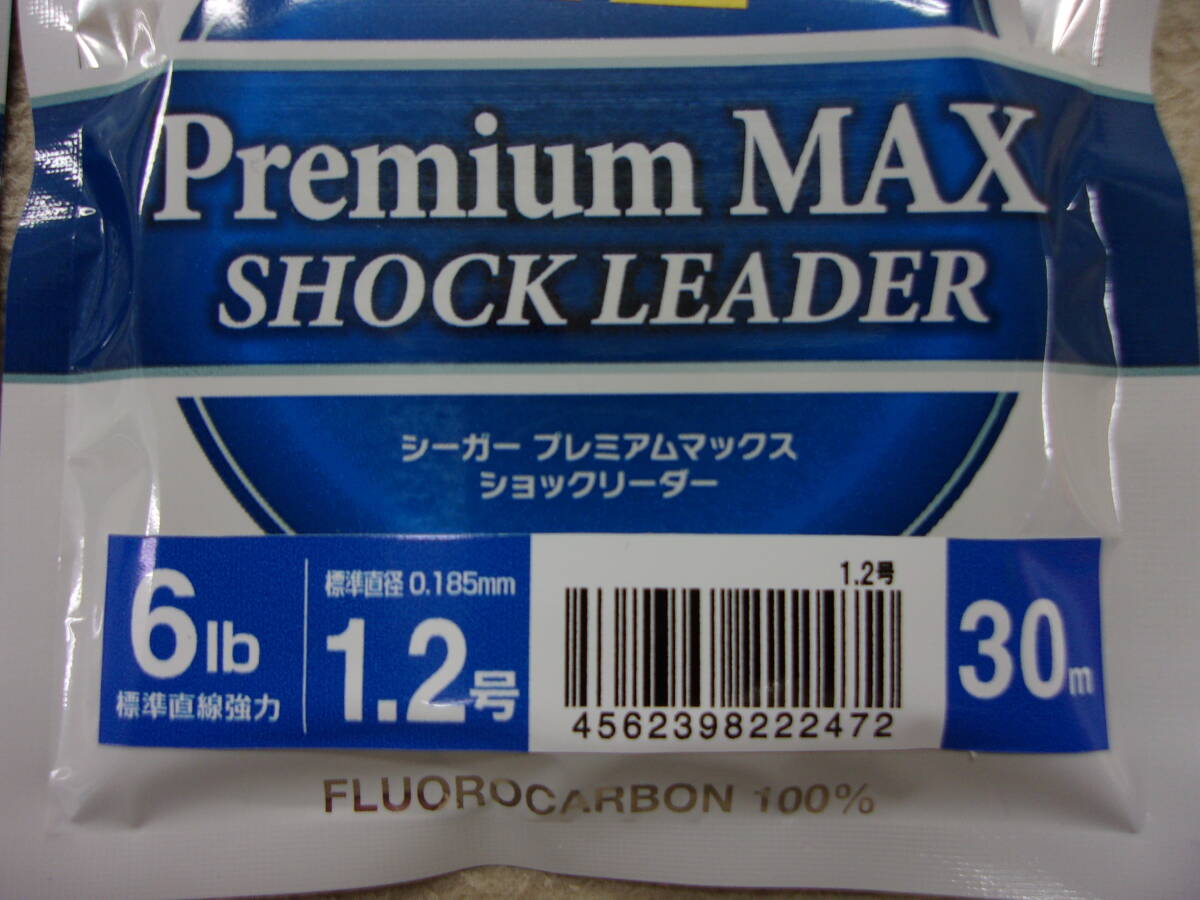 Premium MAX
SHOCK LEADER
シーガー プレミアムマックス
ショックリーダー
6lb
標準直線強力
標準直径 0.185mm
1.2号
1.2号
4562398222472
30m
FLUOROCARBON 100%